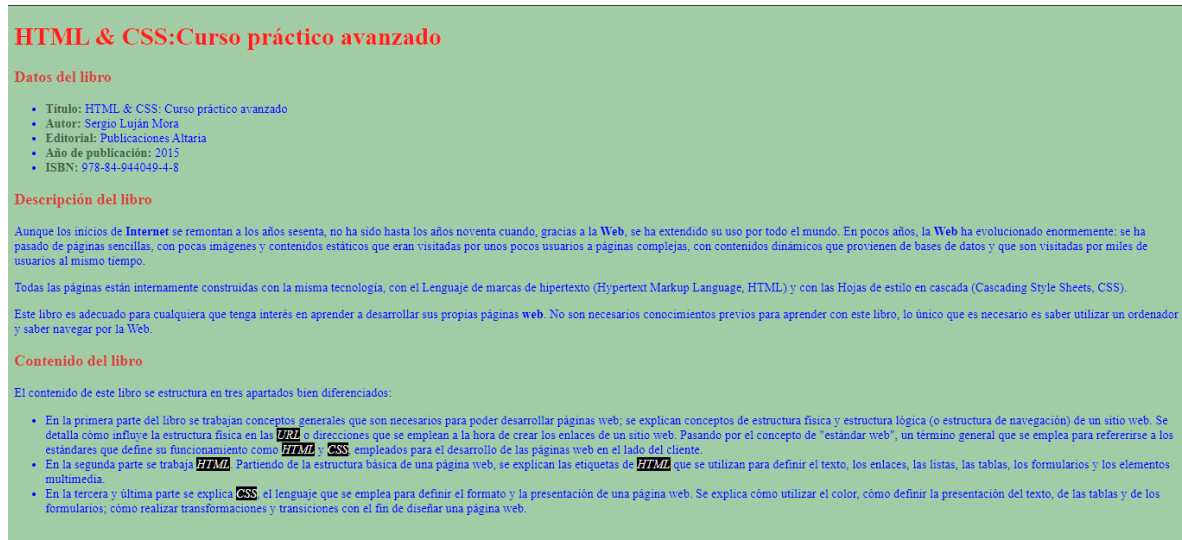 HTML & CSS:Curso práctico avanzado
Datos del libro
• Título: HTML & CSS: Curso práctico avanzado
• Autor: Sergio Luján Mora
• Editorial: Publicaciones Altaria
• Año de publicación: 2015
• ISBN: 978-84-944049-4-8
Descripción del libro
Aunque los inicios de Internet se remontan a los años sesenta, no ha sido hasta los años noventa cuando, gracias a la Web, se ha extendido su uso por todo el mundo. En pocos años, la Web ha evolucionado enormemente: se ha
pasado de páginas sencillas, con pocas imágenes y contenidos estáticos que eran visitadas por unos pocos usuarios a páginas complejas, con contenidos dinámicos que provienen de bases de datos y que son visitadas por miles de
usuarios al mismo tiempo.
Todas las páginas están internamente construidas con la misma tecnología, con el Lenguaje de marcas de hipertexto (Hypertext Markup Language, HTML) y con las Hojas de estilo en cascada (Cascading Style Sheets, CSS).
Este libro es adecuado para cualquiera que tenga interés en aprender a desarrollar sus propias páginas web. No son necesarios conocimientos previos para aprender con este libro, lo único que es necesario es saber utilizar un ordenador
y saber navegar por la Web.
Contenido del libro
El contenido de este libro se estructura en tres apartados bien diferenciados:
• En la primera parte del libro se trabajan conceptos generales que son necesarios para poder desarrollar páginas web; se explican conceptos de estructura física y estructura lógica (o estructura de navegación) de un sitio web. Se
detalla cómo influye la estructura física en las URL o direcciones que se emplean a la hora de crear los enlaces de un sitio web. Pasando por el concepto de "estándar web", un término general que se emplea para refererirse a los
estándares que define su funcionamiento como HTML y CSS, empleados para el desarrollo de las páginas web en el lado del cliente.
• En la segunda parte se trabaja HTML. Partiendo de la estructura básica de una página web, se explican las etiquetas de HTML que se utilizan para definir el texto, los enlaces, las listas, las tablas, los formularios y los elementos
multimedia.
• En la tercera y última parte se explica CSS, el lenguaje que se emplea para definir el formato y la presentación de una página web. Se explica cómo utilizar el color, cómo definir la presentación del texto, de las tablas y de los
formularios; cómo realizar transformaciones y transiciones con el fin de diseñar una página web.